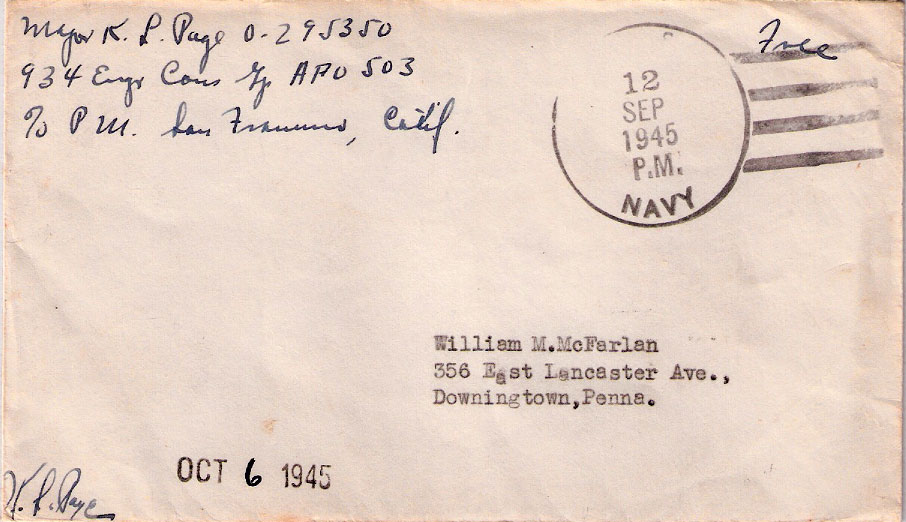 Major K. L. Page O-295350
934 Engr Cons Gp APO 503
℅ P.M. San Francisco, Calif.
Free
12
SEP
1945
P.M.
NAVY
William M.McFarlan
356 East Lancaster Ave.,
Downingtown,Penna.
OCT 6 1945
K. L. Page